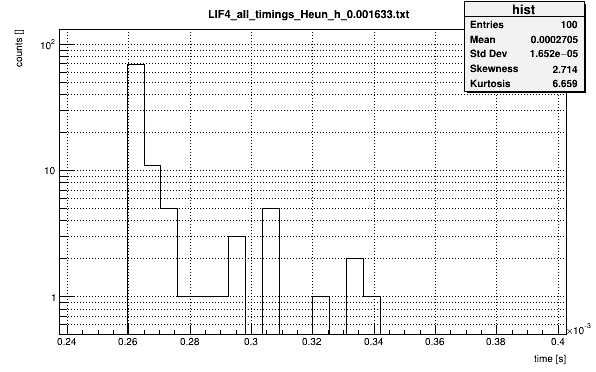 LIF4_all_timings_Heun_h_0.001633.txt
hist
Entries 100
Mean 0.0002705
Std Dev 1.652e−05
Skewness 2.714
Kurtosis 6.659
counts []
10²
10
1
0.24 0.26 0.28 0.3 0.32 0.34 0.36 0.38 0.4
×10⁻³
time [s]